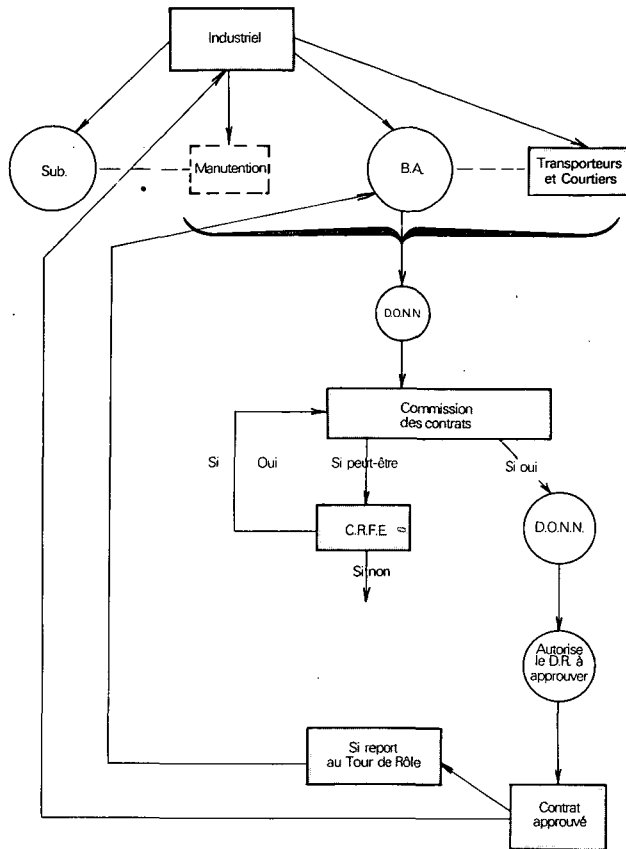 Industriel
Sub.
Manutention
B.A.
Transporteurs
et Courtiers
D.O.N.N
Commission
des contrats
Si Oui
Si peut-être
Si oui
C.R.F.E.
D.O.N.N.
Si non
Autorise
le D.R. à
approuver
Si report
au Tour de Rôle
Contrat
approuvé